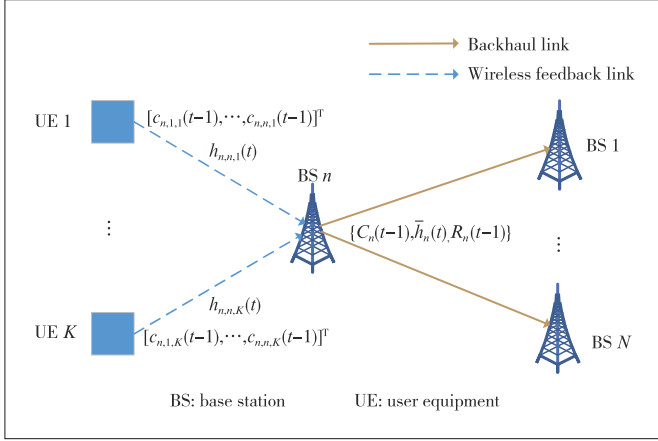 Backhaul link
Wireless feedback link
UE 1
[c_{n,1,1}(t−1),⋯,c_{n,n,1}(t−1)]^T
h_{n,n,1}(t)
BS 1
BS n
⋮
{C_n(t−1),h̅_n(t),R_n(t−1)}
⋮
h_{n,n,K}(t)
UE K
[c_{n,1,K}(t−1),⋯,c_{n,n,K}(t−1)]^T
BS N
BS: base station UE: user equipment